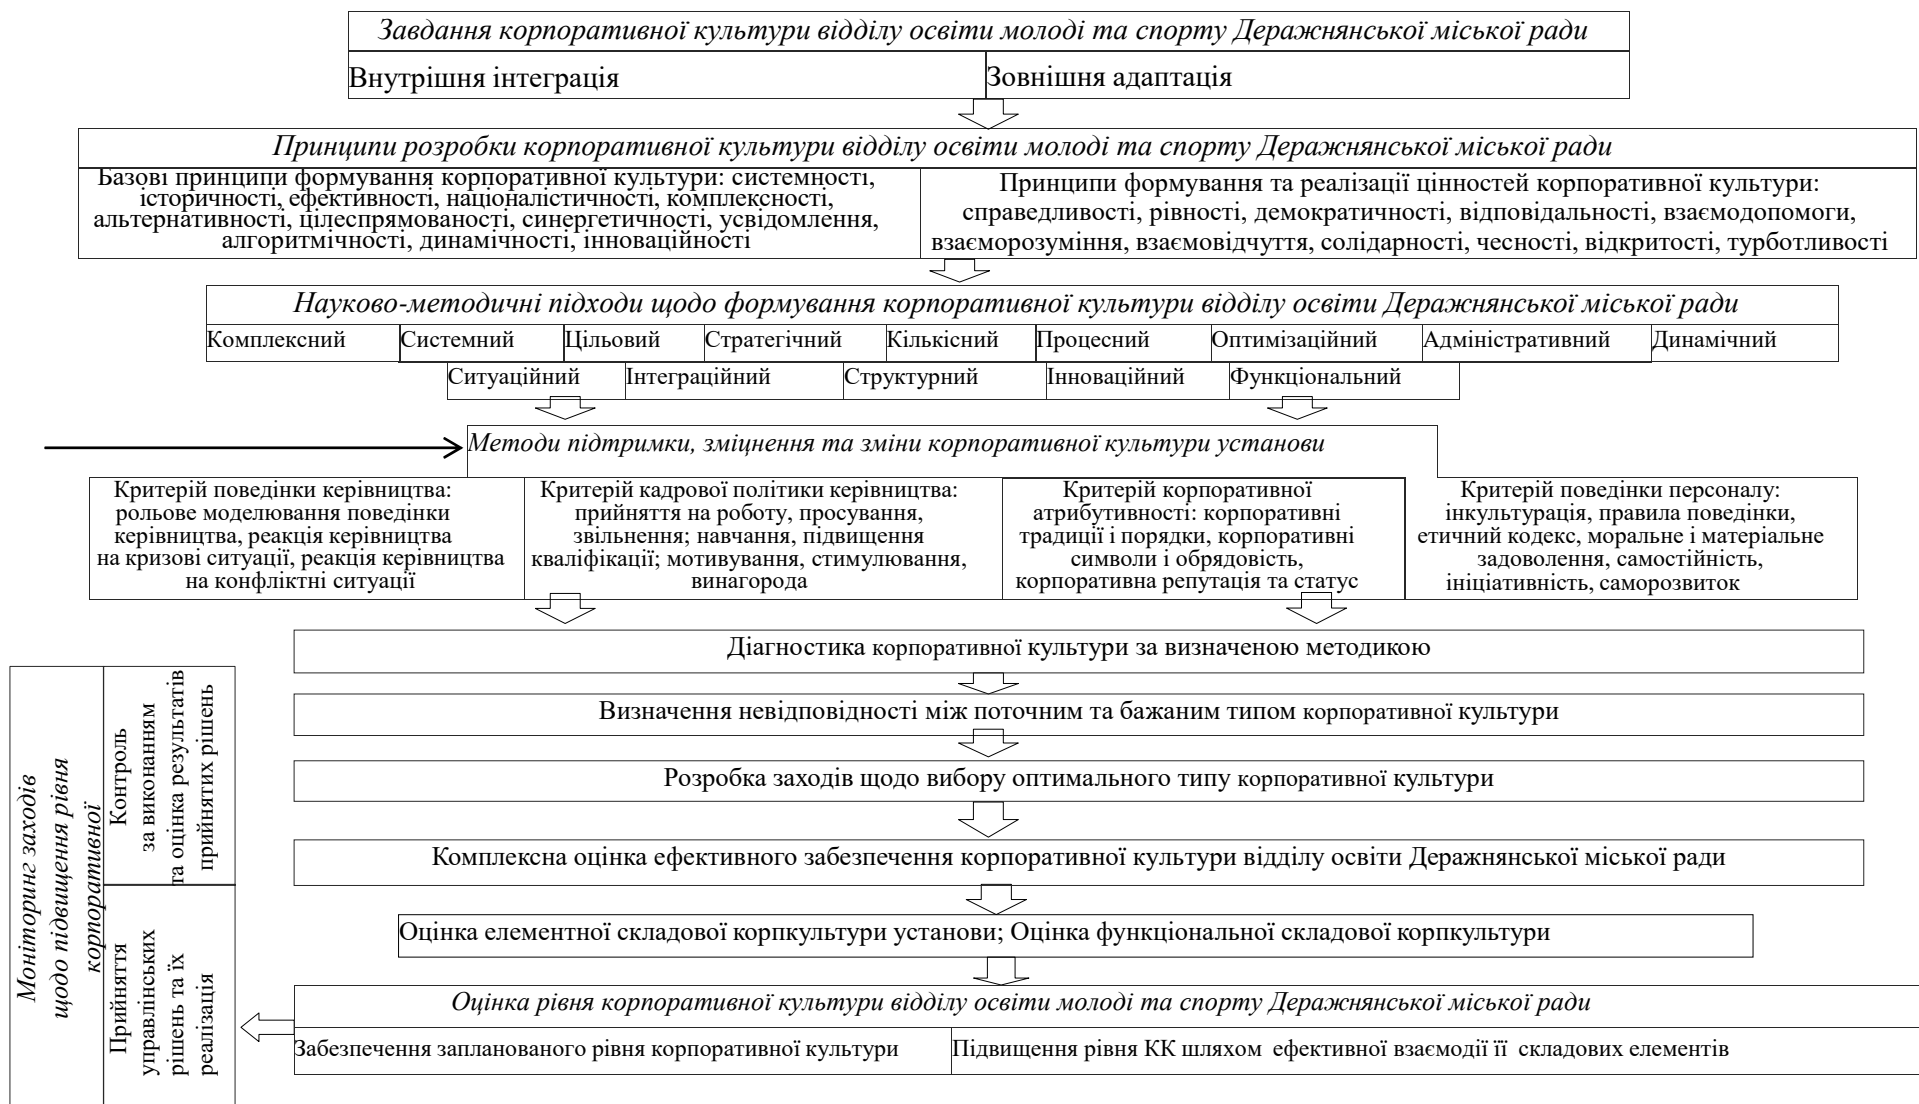 Завдання корпоративної культури відділу освіти молоді та спорту Деражнянської міської ради
Внутрішня інтеграція
Зовнішня адаптація
Принципи розробки корпоративної культури відділу освіти молоді та спорту Деражнянської міської ради
Базові принципи формування корпоративної культури: системності,
історичності, ефективності, націоналістичності, комплексності,
альтернативності, цілеспрямованості, синергетичності, усвідомлення,
алгоритмічності, динамічності, інноваційності
Принципи формування та реалізації цінностей корпоративної культури:
справедливості, рівності, демократичності, відповідальності, взаємодопомоги,
взаєморозуміння, взаємовідчуття, солідарності, чесності, відкритості, турботливості
Науково-методичні підходи щодо формування корпоративної культури відділу освіти Деражнянської міської ради
Комплексний
Системний
Цільовий
Стратегічний
Кількісний
Процесний
Оптимізаційний
Адміністративний
Динамічний
Ситуаційний
Інтеграційний
Структурний
Інноваційний
Функціональний
Методи підтримки, зміцнення та зміни корпоративної культури установи
Критерій поведінки керівництва:
рольове моделювання поведінки
керівництва, реакція керівництва
на кризові ситуації, реакція керівництва
на конфліктні ситуації
Критерій кадрової політики керівництва:
прийняття на роботу, просування,
звільнення; навчання, підвищення
кваліфікації; мотивування, стимулювання,
винагорода
Критерій корпоративної
атрибутивності: корпоративні
традиції і порядки, корпоративні
символи і обрядовість,
корпоративна репутація та статус
Критерій поведінки персоналу:
інкультурація, правила поведінки,
етичний кодекс, моральне і матеріальне
задоволення, самостійність,
ініціативність, саморозвиток
Діагностика корпоративної культури за визначеною методикою
Визначення невідповідності між поточним та бажаним типом корпоративної культури
Розробка заходів щодо вибору оптимального типу корпоративної культури
Комплексна оцінка ефективного забезпечення корпоративної культури відділу освіти Деражнянської міської ради
Оцінка елементної складової корпкультури установи; Оцінка функціональної складової корпкультури
Оцінка рівня корпоративної культури відділу освіти молоді та спорту Деражнянської міської ради
Забезпечення запланованого рівня корпоративної культури
Підвищення рівня КК шляхом ефективної взаємодії її складових елементів
Моніторинг заходів
щодо підвищення рівня
корпоративної
Контроль
за виконанням
та оцінка результатів
прийнятих рішень
Прийняття
управлінських
рішень та їх
реалізація